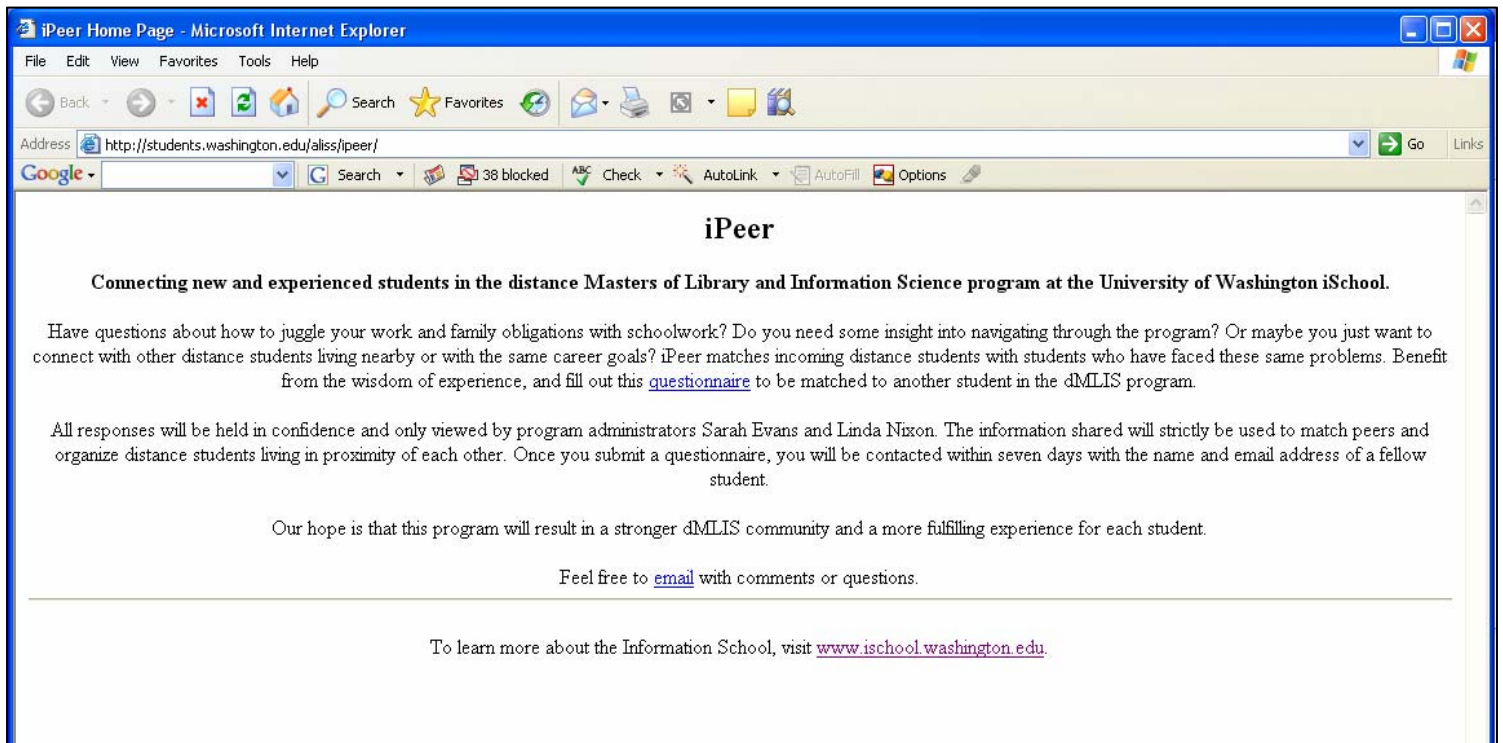 iPeer Home Page - Microsoft Internet Explorer
File Edit View Favorites Tools Help
Back Search Favorites
Address http://students.washington.edu/aliss/ipeer/ Go Links
Google Search 38 blocked ABC Check AutoLink AutoFill Options
iPeer
Connecting new and experienced students in the distance Masters of Library and Information Science program at the University of Washington iSchool.
Have questions about how to juggle your work and family obligations with schoolwork? Do you need some insight into navigating through the program? Or maybe you just want to
connect with other distance students living nearby or with the same career goals? iPeer matches incoming distance students with students who have faced these same problems. Benefit
from the wisdom of experience, and fill out this questionnaire to be matched to another student in the dMLIS program.
All responses will be held in confidence and only viewed by program administrators Sarah Evans and Linda Nixon. The information shared will strictly be used to match peers and
organize distance students living in proximity of each other. Once you submit a questionnaire, you will be contacted within seven days with the name and email address of a fellow
student.
Our hope is that this program will result in a stronger dMLIS community and a more fulfilling experience for each student.
Feel free to email with comments or questions.
To learn more about the Information School, visit www.ischool.washington.edu.